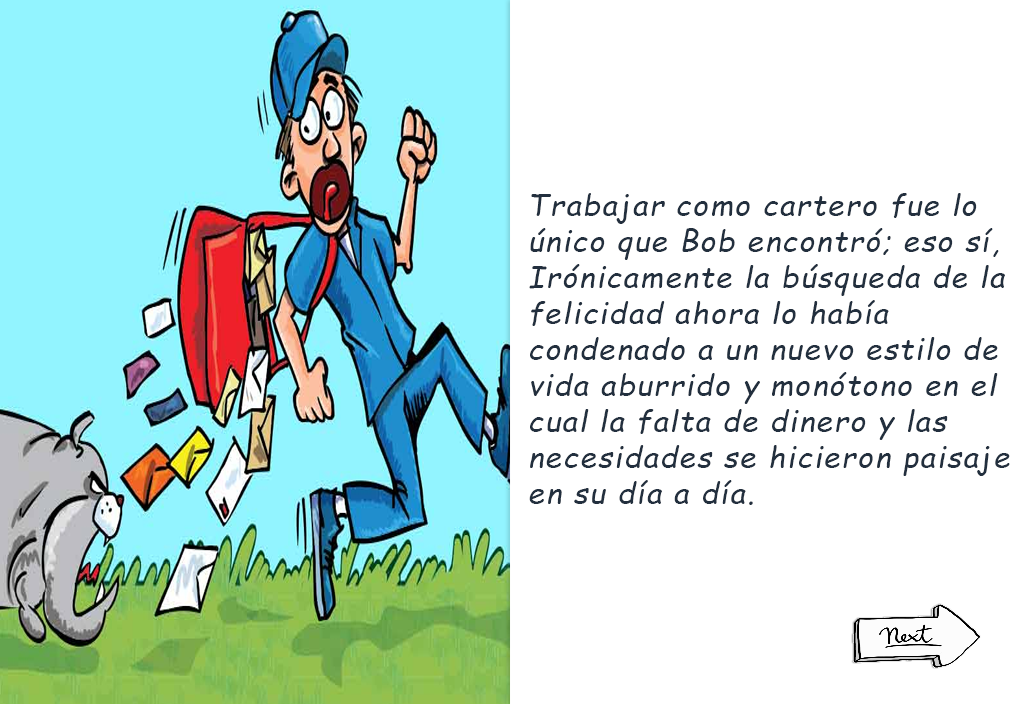 Trabajar como cartero fue lo
único que Bob encontró; eso sí,
Irónicamente la búsqueda de la
felicidad ahora lo había
condenado a un nuevo estilo de
vida aburrido y monótono en el
cual la falta de dinero y las
necesidades se hicieron paisaje
en su día a día.
Next